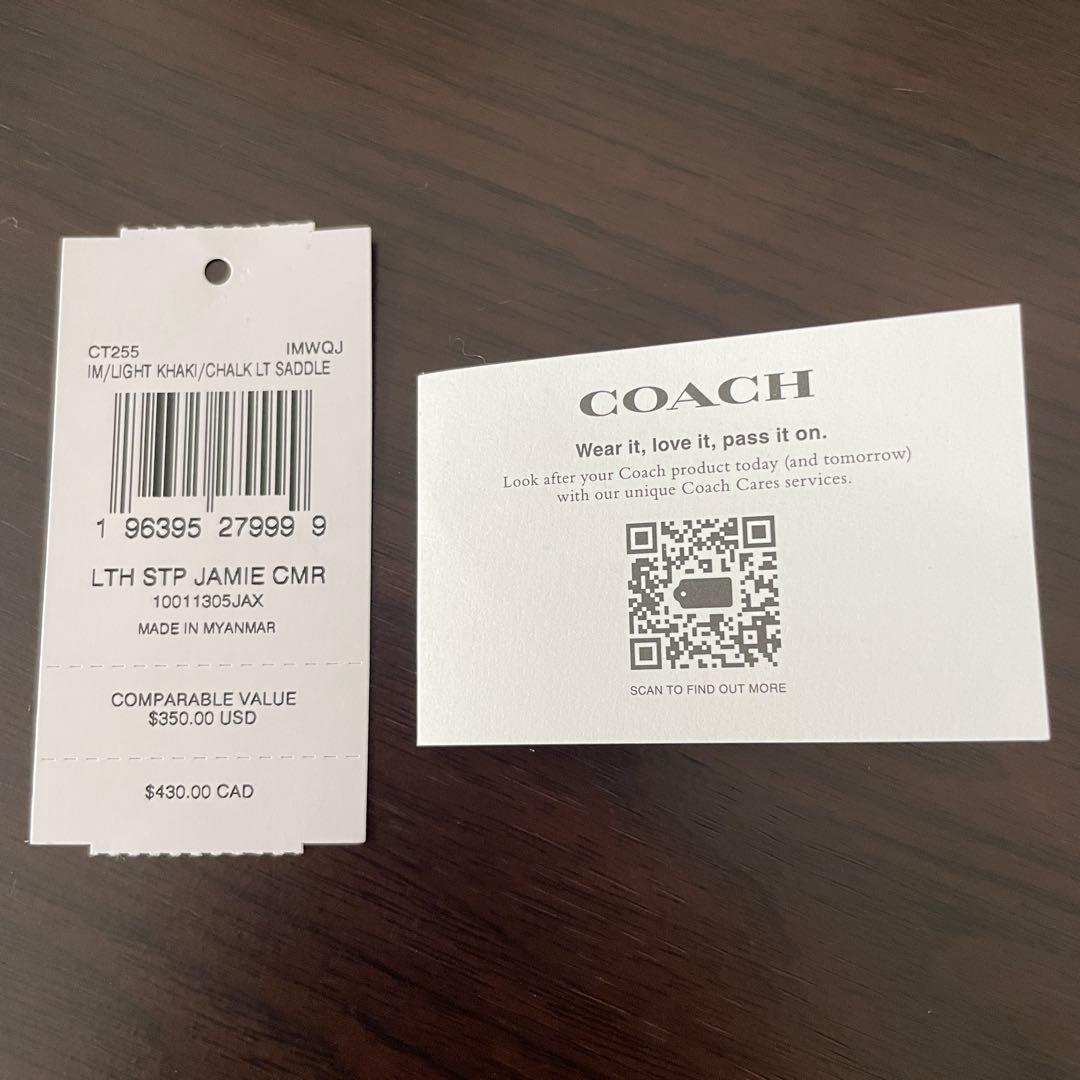 CT255 IMWQJ
IM/LIGHT KHAKI/CHALK LT SADDLE
1 96395 27999 9
LTH STP JAMIE CMR
10011305JAX
MADE IN MYANMAR
COMPARABLE VALUE
$350.00 USD
$430.00 CAD
COACH
Wear it, love it, pass it on.
Look after your Coach product today (and tomorrow)
with our unique Coach Cares services.
SCAN TO FIND OUT MORE